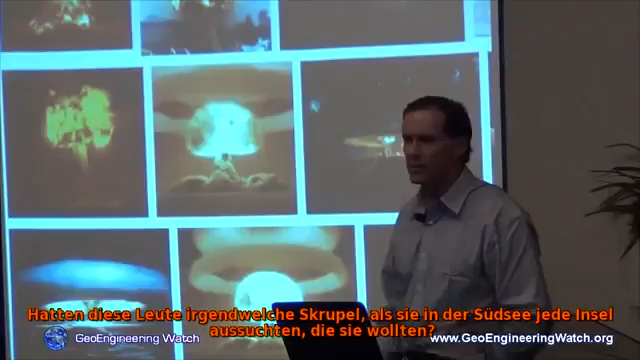 Hatten diese Leute irgendwelche Skrupel, als sie in der Südsee jede Insel
aussuchten, die sie wollten?
GeoEngineering Watch
www.GeoEngineeringWatch.org